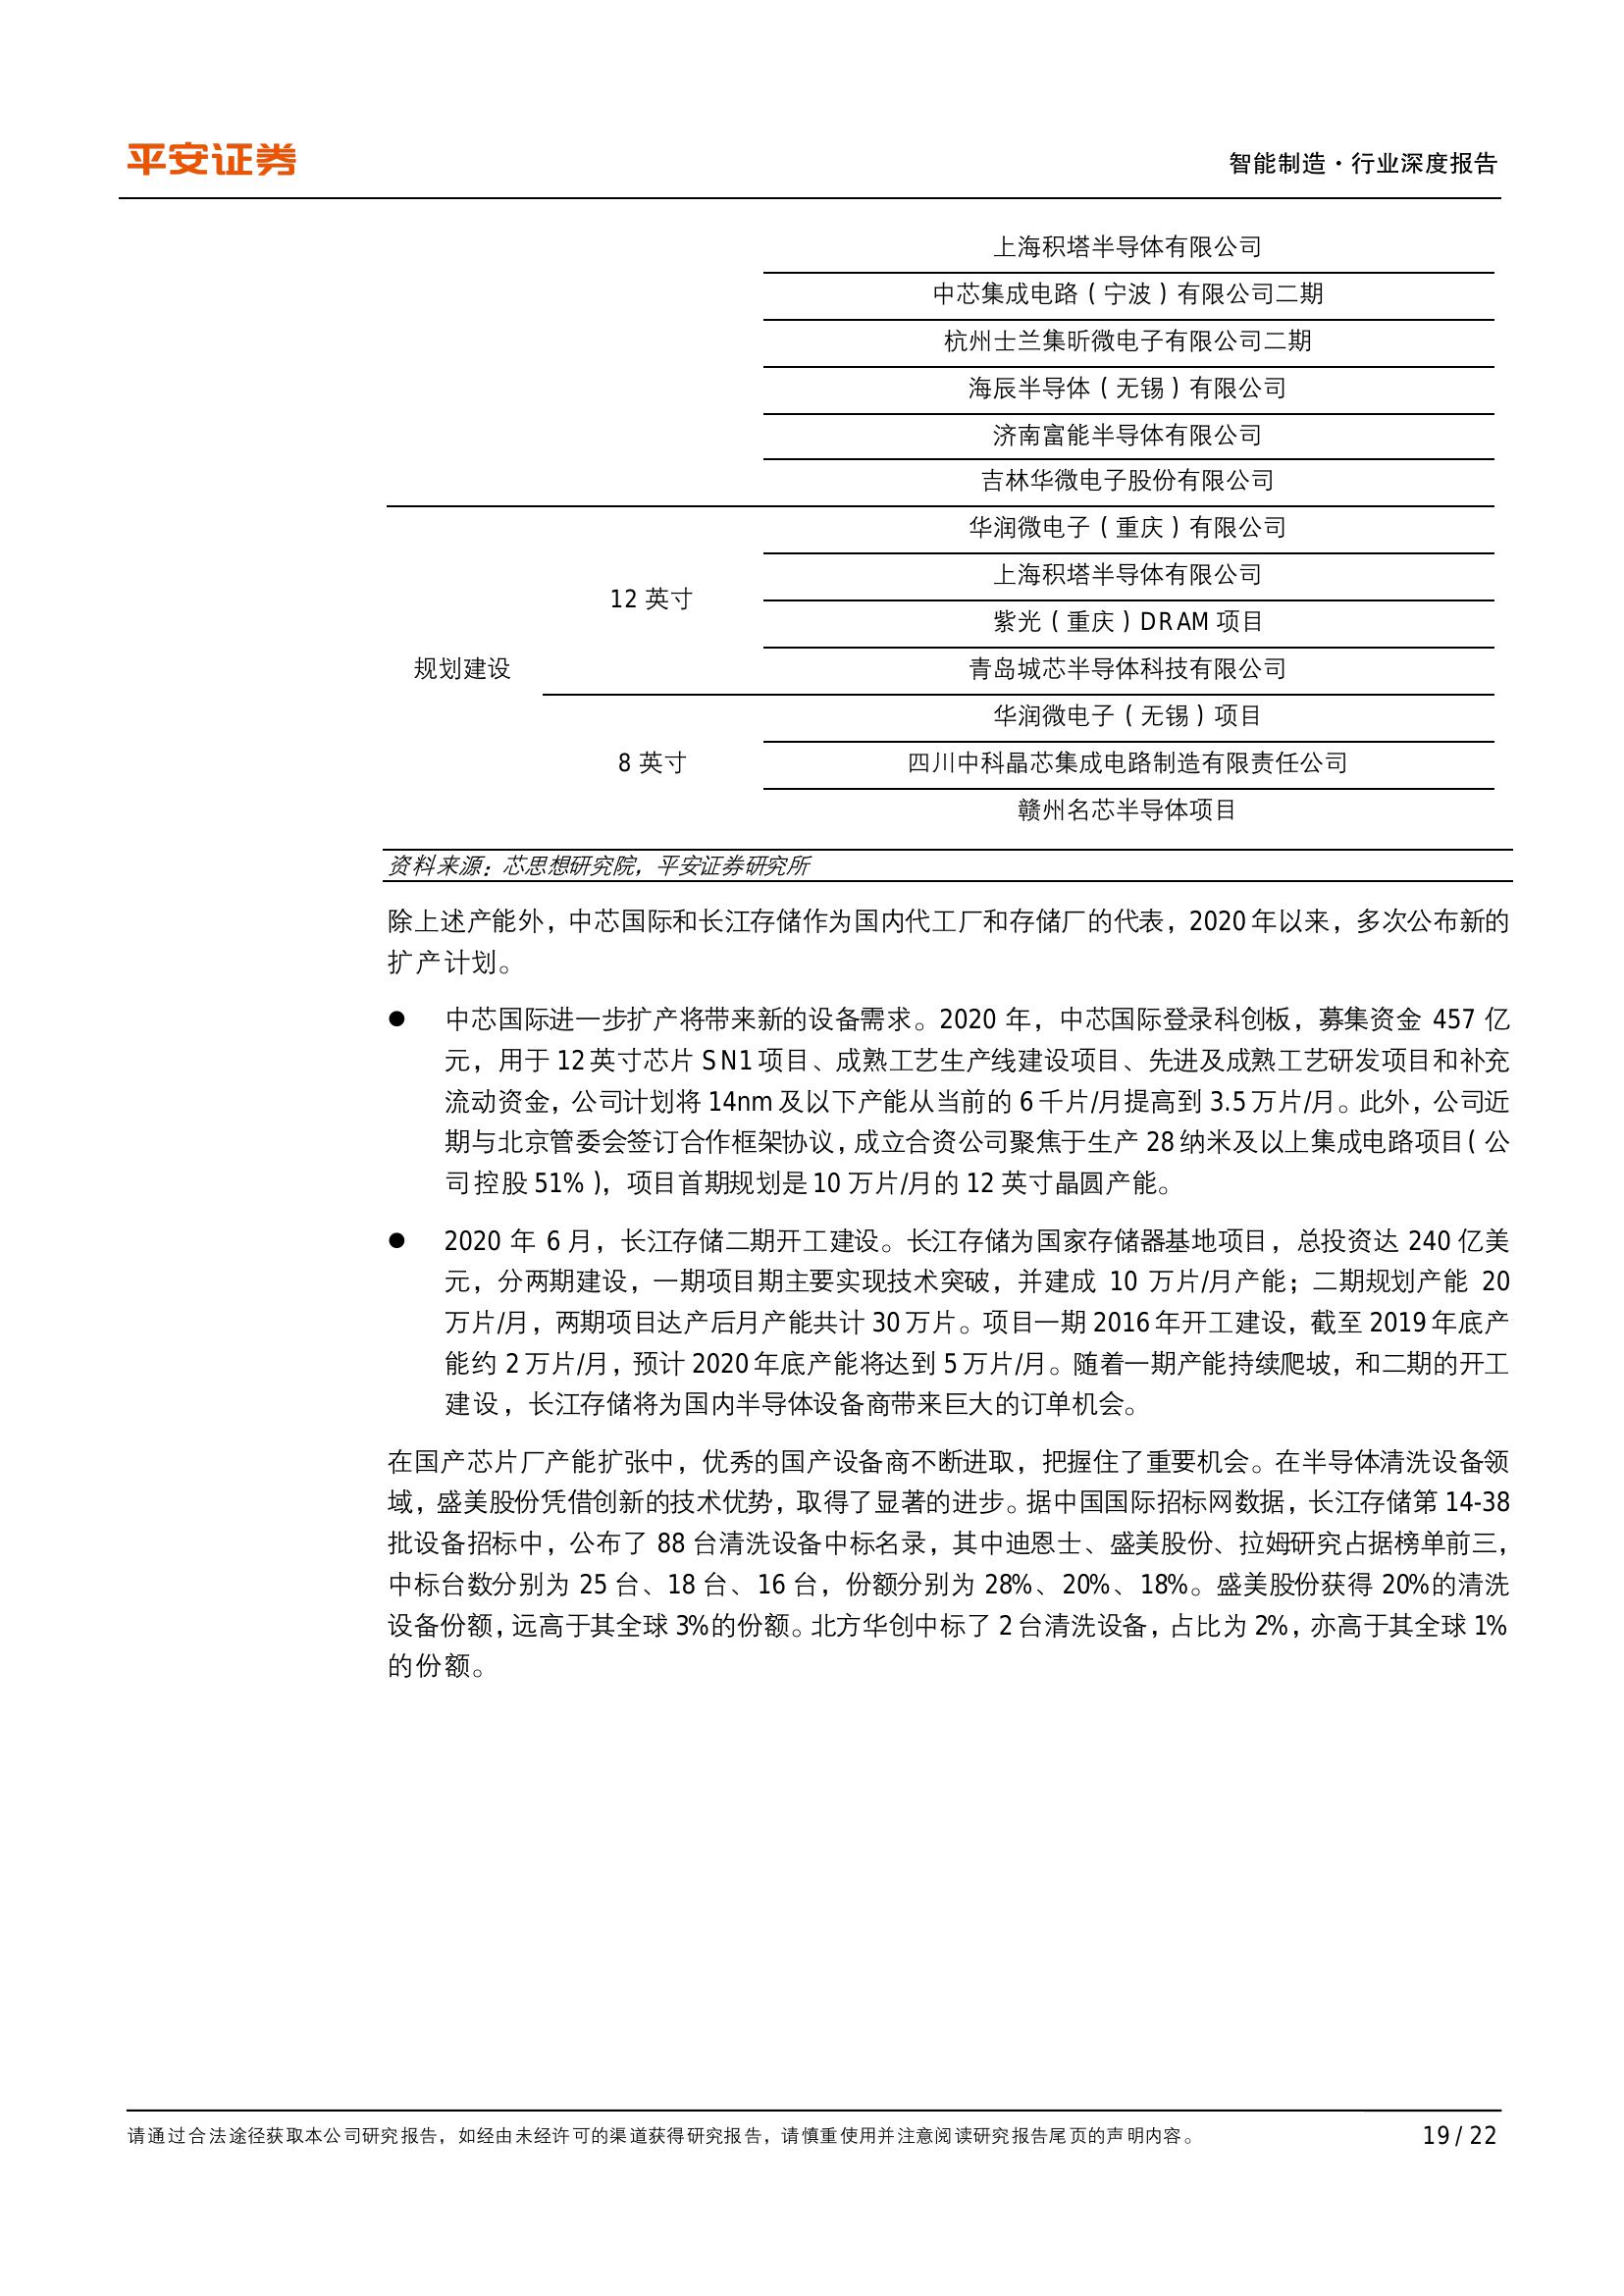 平安证券
智能制造·行业深度报告
上海积塔半导体有限公司
中芯集成电路（宁波）有限公司二期
杭州士兰集昕微电子有限公司二期
海辰半导体（无锡）有限公司
济南富能半导体有限公司
吉林华微电子股份有限公司
规划建设
12 英寸
华润微电子（重庆）有限公司
上海积塔半导体有限公司
紫光（重庆）DRAM 项目
青岛城芯半导体科技有限公司
8 英寸
华润微电子（无锡）项目
四川中科晶芯集成电路制造有限责任公司
赣州名芯半导体项目
资料来源：芯思想研究院，平安证券研究所
除上述产能外，中芯国际和长江存储作为国内代工厂和存储厂的代表，2020 年以来，多次公布新的
扩产计划。
● 中芯国际进一步扩产将带来新的设备需求。2020 年，中芯国际登录科创板，募集资金 457 亿
元，用于 12 英寸芯片 SN1 项目、成熟工艺生产线建设项目、先进及成熟工艺研发项目和补充
流动资金，公司计划将 14nm 及以下产能从当前的 6 千片/月提高到 3.5 万片/月。此外，公司近
期与北京管委会签订合作框架协议，成立合资公司聚焦于生产 28 纳米及以上集成电路项目（公
司控股 51%），项目首期规划是 10 万片/月的 12 英寸晶圆产能。
● 2020 年 6 月，长江存储二期开工建设。长江存储为国家存储器基地项目，总投资达 240 亿美
元，分两期建设，一期项目期主要实现技术突破，并建成 10 万片/月产能；二期规划产能 20
万片/月，两期项目达产后月产能共计 30 万片。项目一期 2016 年开工建设，截至 2019 年底产
能约 2 万片/月，预计 2020 年底产能将达到 5 万片/月。随着一期产能持续爬坡，和二期的开工
建设，长江存储将为国内半导体设备商带来巨大的订单机会。
在国产芯片厂产能扩张中，优秀的国产设备商不断进取，把握住了重要机会。在半导体清洗设备领
域，盛美股份凭借创新的技术优势，取得了显著的进步。据中国国际招标网数据，长江存储第 14-38
批设备招标中，公布了 88 台清洗设备中标名录，其中迪恩士、盛美股份、拉姆研究占据榜单前三，
中标台数分别为 25 台、18 台、16 台，份额分别为 28%、20%、18%。盛美股份获得 20%的清洗
设备份额，远高于其全球 3%的份额。北方华创中标了 2 台清洗设备，占比为 2%，亦高于其全球 1%
的份额。
请通过合法途径获取本公司研究报告，如经由未经许可的渠道获得研究报告，请慎重使用并注意阅读研究报告尾页的声明内容。
19 / 22